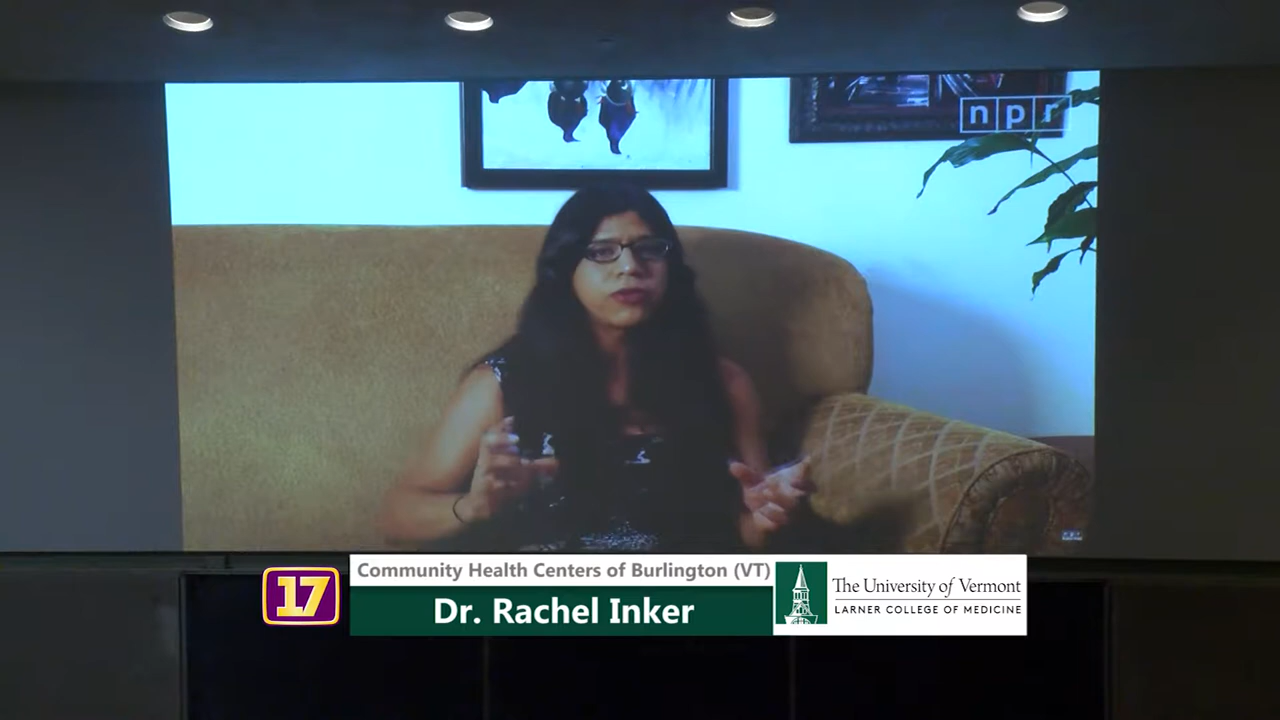 npr
17
Community Health Centers of Burlington (VT)
Dr. Rachel Inker
The University of Vermont
LARNER COLLEGE OF MEDICINE